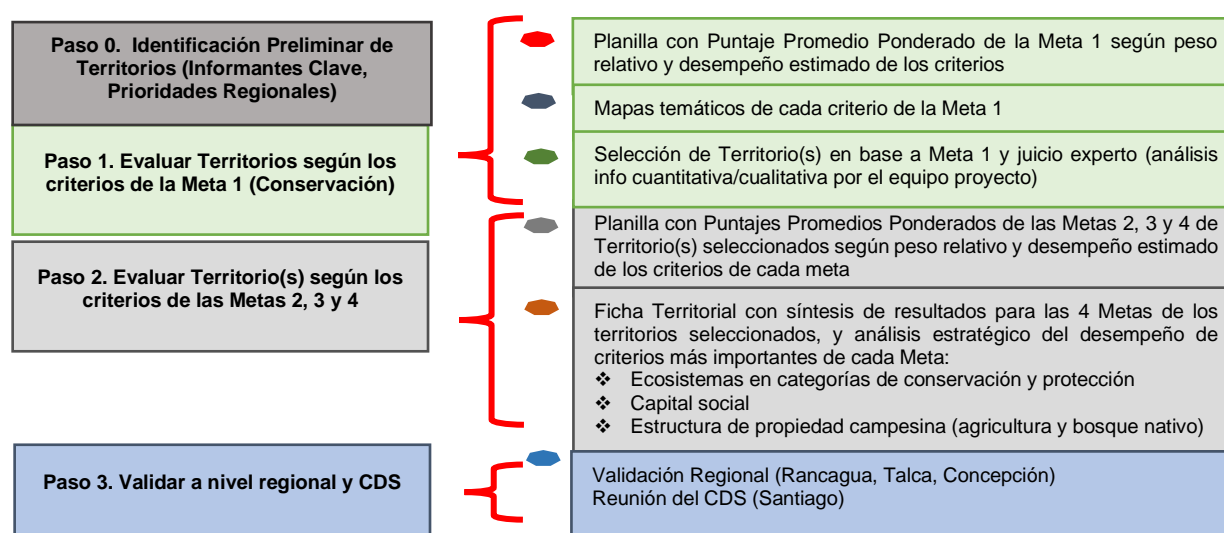 Paso 0.  Identificación Preliminar de
Territorios (Informantes Clave,
Prioridades Regionales)
Paso 1. Evaluar Territorios según los
criterios de la Meta 1 (Conservación)
Paso 2. Evaluar Territorio(s) según los
criterios de las Metas 2, 3 y 4
Paso 3. Validar a nivel regional y CDS
Planilla con Puntaje Promedio Ponderado de la Meta 1 según peso
relativo y desempeño estimado de los criterios
Mapas temáticos de cada criterio de la Meta 1
Selección de Territorio(s) en base a Meta 1 y juicio experto (análisis
info cuantitativa/cualitativa por el equipo proyecto)
Planilla con Puntajes Promedios Ponderados de las Metas 2, 3 y 4 de
Territorio(s) seleccionados según peso relativo y desempeño estimado
de los criterios de cada meta
Ficha Territorial con síntesis de resultados para las 4 Metas de los
territorios seleccionados, y análisis estratégico del desempeño de
criterios más importantes de cada Meta:
❖ Ecosistemas en categorías de conservación y protección
❖ Capital social
❖ Estructura de propiedad campesina (agricultura y bosque nativo)
Validación Regional (Rancagua, Talca, Concepción)
Reunión del CDS (Santiago)